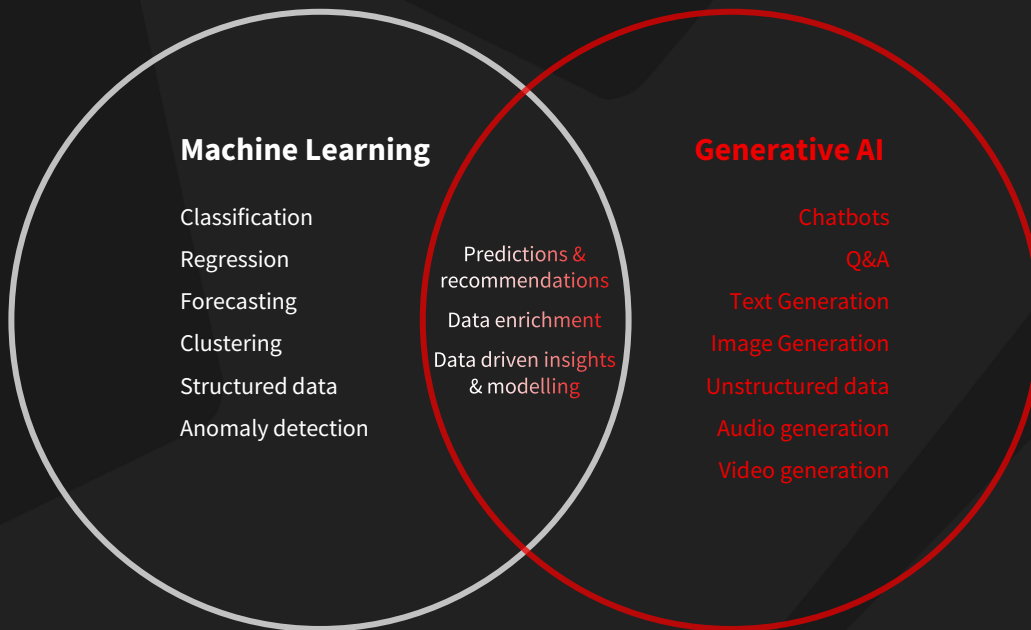 Machine Learning
Classification
Regression
Forecasting
Clustering
Structured data
Anomaly detection
Predictions &
recommendations
Data enrichment
Data driven insights
& modelling
Generative AI
Chatbots
Q&A
Text Generation
Image Generation
Unstructured data
Audio generation
Video generation